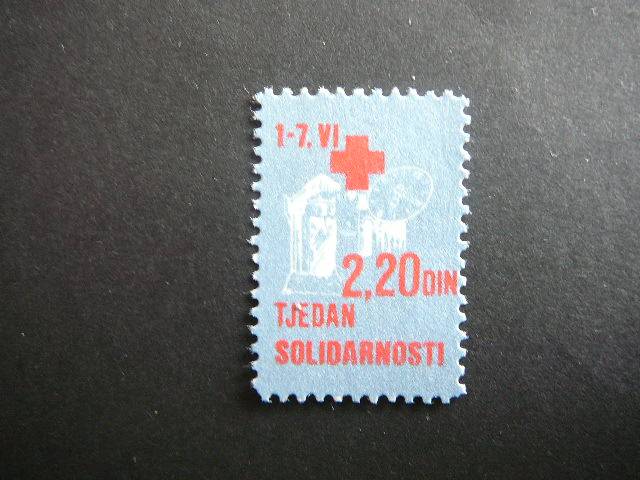 1-7. VI
2,20 DIN
TJEDAN
SOLIDARNOSTI